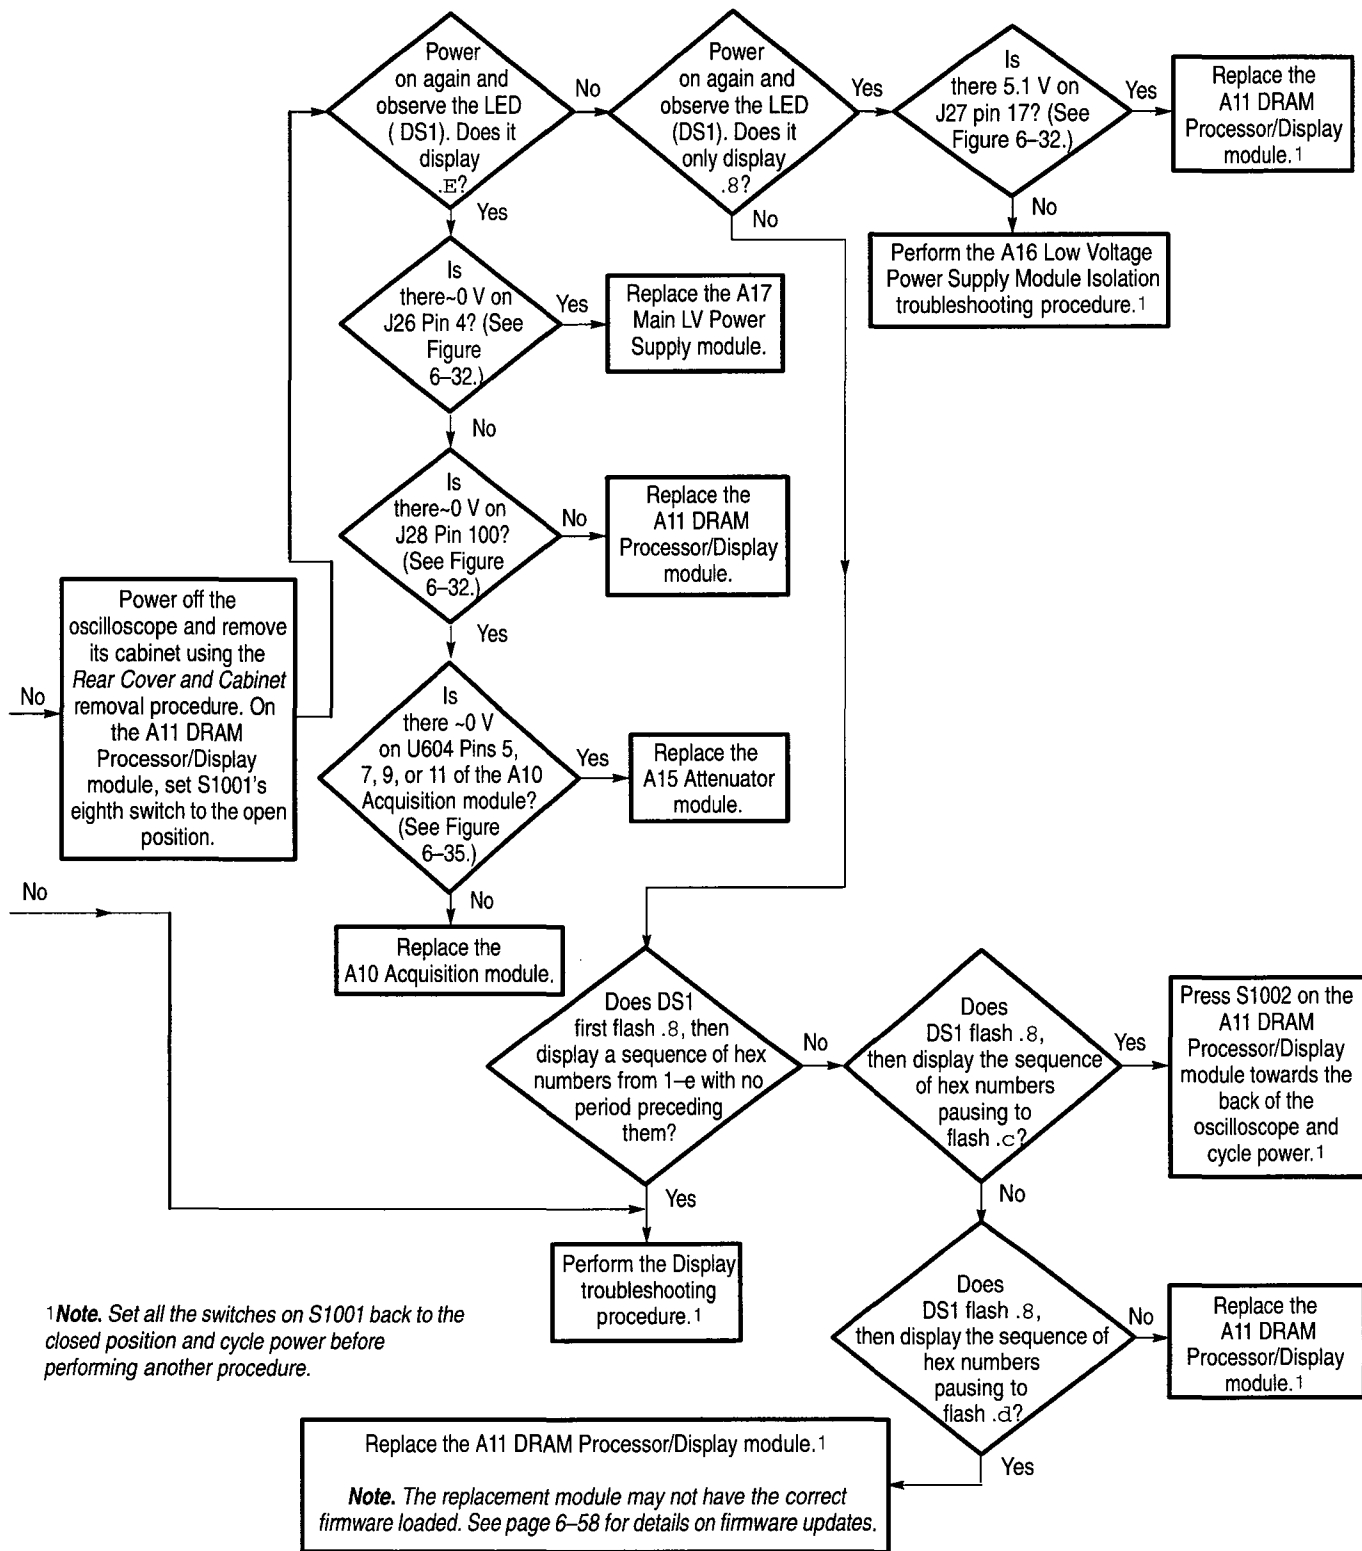 Power
on again and
observe the LED
( DS1). Does it
display
.E?
No
Yes
Power
on again and
observe the LED
(DS1). Does it
only display
.8?
Yes
No
Is
there 5.1 V on
J27 pin 17? (See
Figure 6–32.)
Yes
No
Replace the
A11 DRAM
Processor/Display
module.1
Perform the A16 Low Voltage
Power Supply Module Isolation
troubleshooting procedure.1
Is
there~0 V on
J26 Pin 4? (See
Figure
6–32.)
Yes
No
Replace the A17
Main LV Power
Supply module.
Is
there~0 V on
J28 Pin 100?
(See Figure
6–32.)
No
Yes
Replace the
A11 DRAM
Processor/Display
module.
No
Power off the
oscilloscope and remove
its cabinet using the
Rear Cover and Cabinet
removal procedure. On
the A11 DRAM
Processor/Display
module, set S1001's
eighth switch to the open
position.
Is
there ~0 V
on U604 Pins 5,
7, 9, or 11 of the A10
Acquisition module?
(See Figure
6–35.)
Yes
No
Replace the
A15 Attenuator
module.
No
Replace the
A10 Acquisition module.
Does DS1
first flash .8, then
display a sequence of hex
numbers from 1–e with no
period preceding
them?
No
Yes
Does
DS1 flash .8,
then display the sequence
of hex numbers
pausing to
flash .c?
Yes
No
Press S1002 on the
A11 DRAM
Processor/Display
module towards the
back of the
oscilloscope and
cycle power.1
Perform the Display
troubleshooting
procedure.1
Does
DS1 flash .8,
then display the sequence of
hex numbers
pausing to
flash .d?
No
Yes
Replace the
A11 DRAM
Processor/Display
module.1
1Note. Set all the switches on S1001 back to the
closed position and cycle power before
performing another procedure.
Replace the A11 DRAM Processor/Display module.1
Note. The replacement module may not have the correct
firmware loaded. See page 6–58 for details on firmware updates.